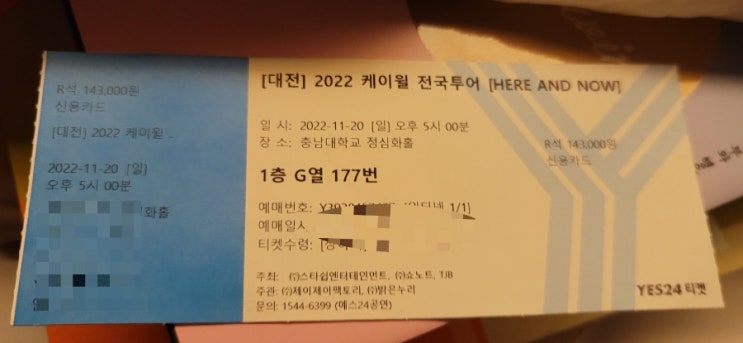 R석 143,000원
신용카드
[대전] 2022 케이윌 _
2022-11-20 [일]
오후 5시 00분
화홀
[대전] 2022 케이윌 전국투어 [HERE AND NOW]
일 시: 2022-11-20 [일] 오후 5시 00분
장 소: 충남대학교 정심화홀
R석 143,000원
신용카드
1층 G열 177번
예매번호: 1/1]
예매일시
티켓수령:
주최: (주)스타쉽엔터테인먼트, (주)쇼노트, TJB
주관: (주)제이제이팩토리, (주)밝은누리
문의: 1544-6399 (예스24공연)
YES24 티켓